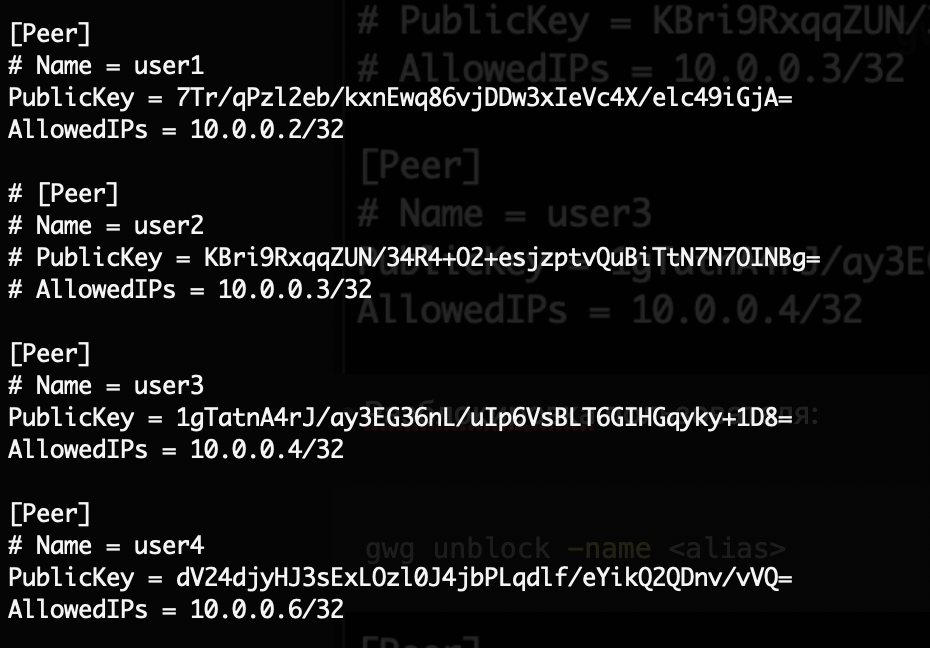 [Peer]
# Name = user1
PublicKey = 7Tr/qPzl2eb/kxnEwq86vjDDw3xIeVc4X/elc49iGjA=
AllowedIPs = 10.0.0.2/32

# [Peer]
# Name = user2
# PublicKey = KBri9RxqqZUN/34R4+O2+esjzptvQuBiTtN7N7OINBg=
# AllowedIPs = 10.0.0.3/32

[Peer]
# Name = user3
PublicKey = 1gTatnA4rJ/ay3EG36nL/uIp6VsBLT6GIHGqyky+1D8=
AllowedIPs = 10.0.0.4/32

[Peer]
# Name = user4
PublicKey = dV24djyHJ3sExLOzl0J4jbPLqdlf/eYikQ2QDnv/vVQ=
AllowedIPs = 10.0.0.6/32

# PublicKey = KBri9RxqqZUN/
# AllowedIPs = 10.0.0.3/32
[Peer]
# Name = user3
AllowedIPs = 10.0.0.4/32
gwg unblock -name <alias>
[Peer]